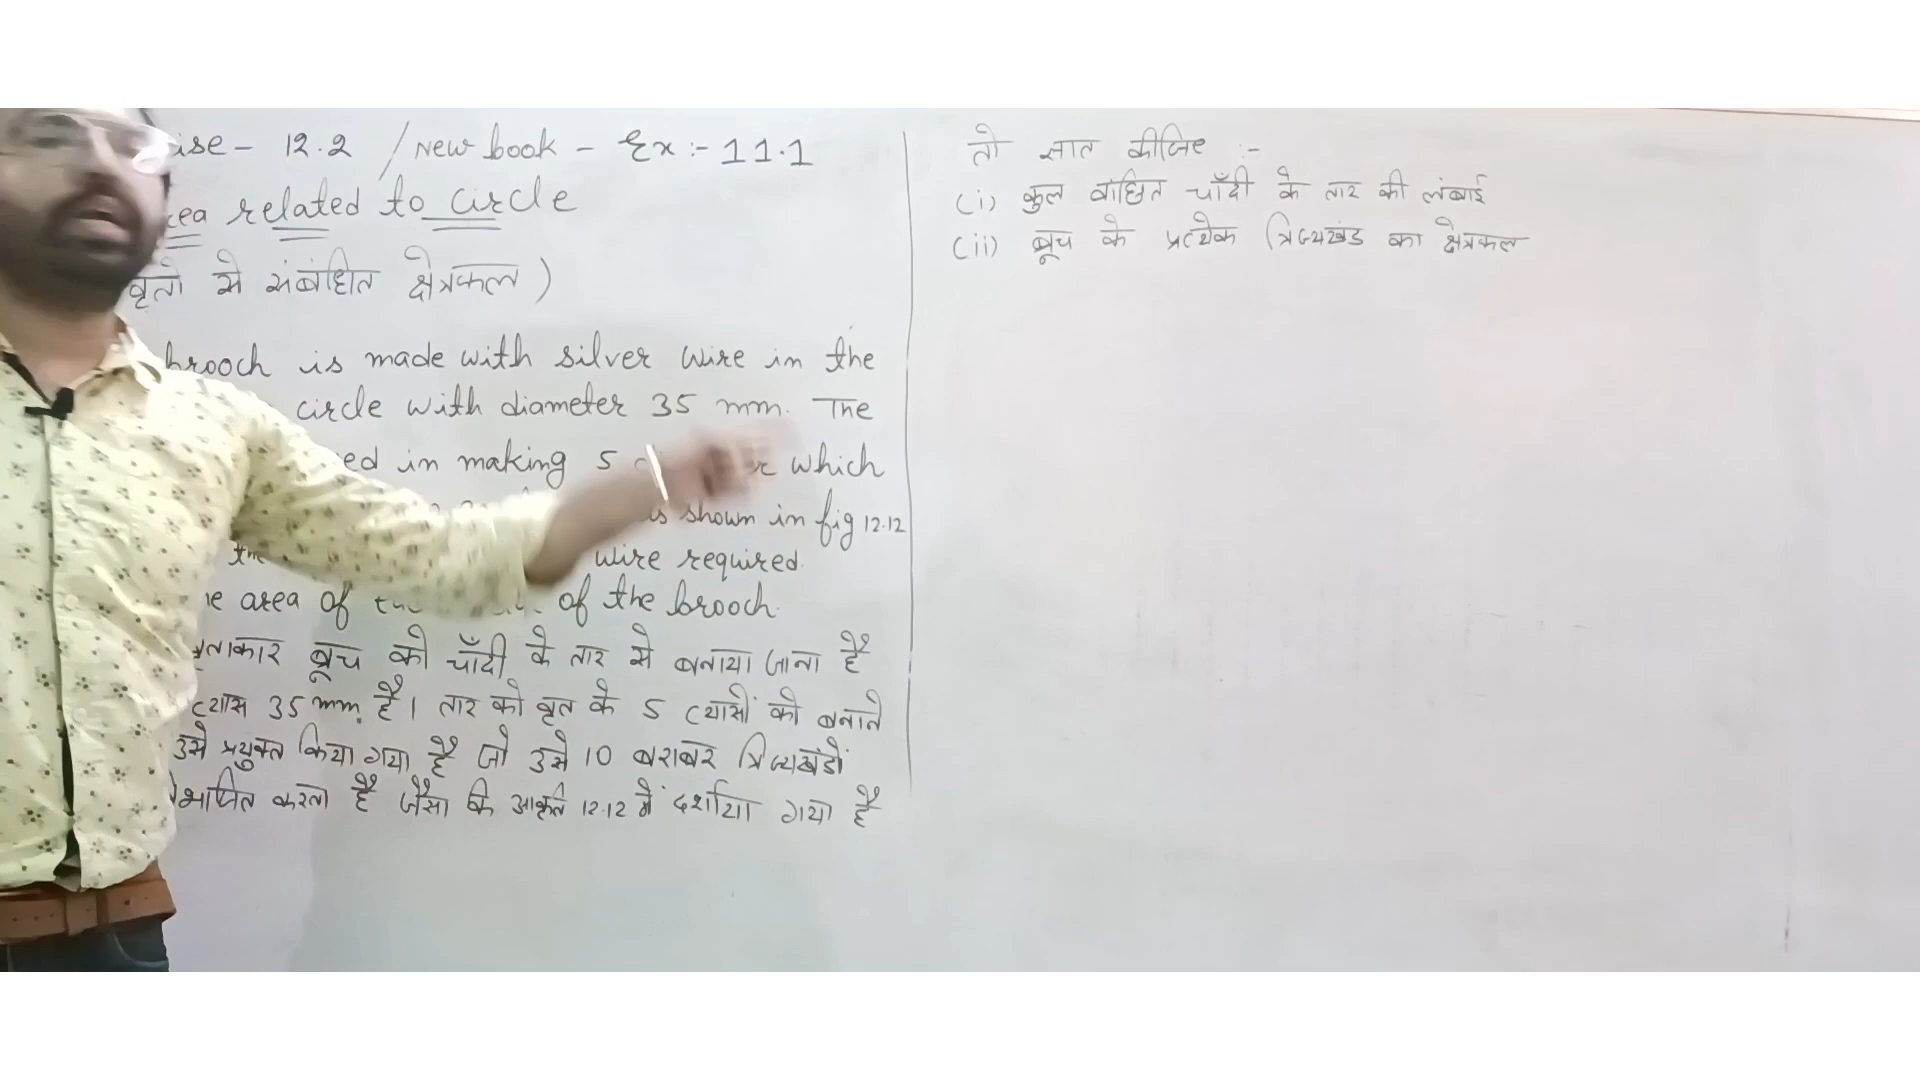 ise - 12.2 / New book - Ex :- 11.1
related to circle
वृतो से संबंधित क्षेत्रफल )
brooch is made with silver wire in the
circle with diameter 35 mm. The
ed in making 5 which
is shown in fig 12.12
wire required.
area of of the brooch.
वृताकार ब्रूच को चाँदी के तार से बनाया जाना है
व्यास 35 mm. है। तार को वृत के 5 व्यासों को बनाने
उसे प्रयुक्त किया गया है जो उसे 10 बराबर त्रिज्यखंडों
करता है जैसा कि आकृति 12.12 में दर्शाया गया है
तो ज्ञात कीजिए :-
(i) कुल वांछित चाँदी के तार की लंबाई
(ii) ब्रूच के प्रत्येक त्रिज्यखंड का क्षेत्रफल